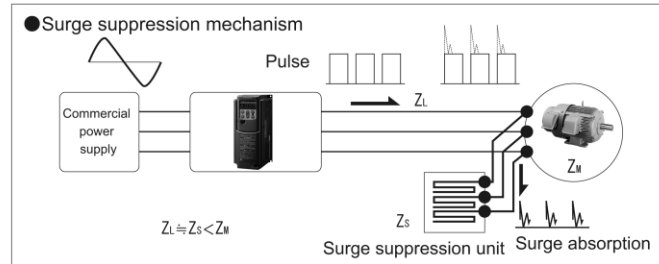 ●Surge suppression mechanism
Pulse
Commercial
power
supply
ZL
ZM
ZS
ZL≒ZS<ZM
Surge suppression unit
Surge absorption